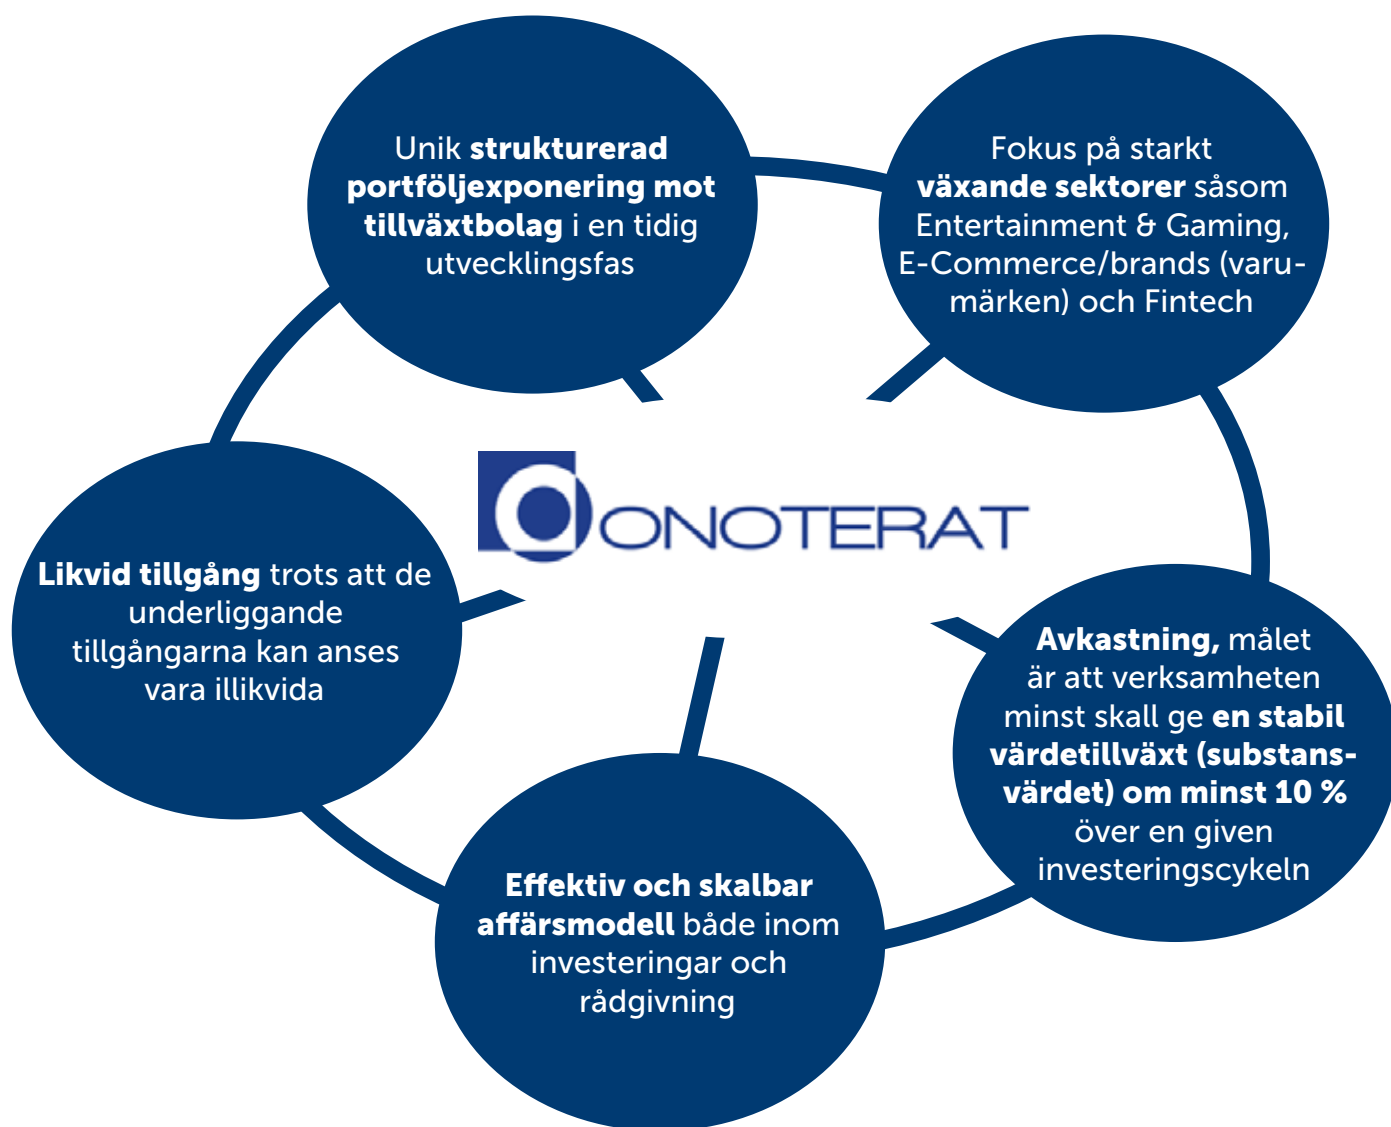 Unik strukturerad
portföljexponering mot
tillväxtbolag i en tidig
utvecklingsfas
Fokus på starkt
växande sektorer såsom
Entertainment & Gaming,
E-Commerce/brands (varu-
märken) och Fintech
ONOTERAT
Likvid tillgång trots att de
underliggande
tillgångarna kan anses
vara illikvida
Avkastning, målet
är att verksamheten
minst skall ge en stabil
värdetillväxt (substans-
värdet) om minst 10 %
över en given
investeringscykeln
Effektiv och skalbar
affärsmodell både inom
investeringar och
rådgivning